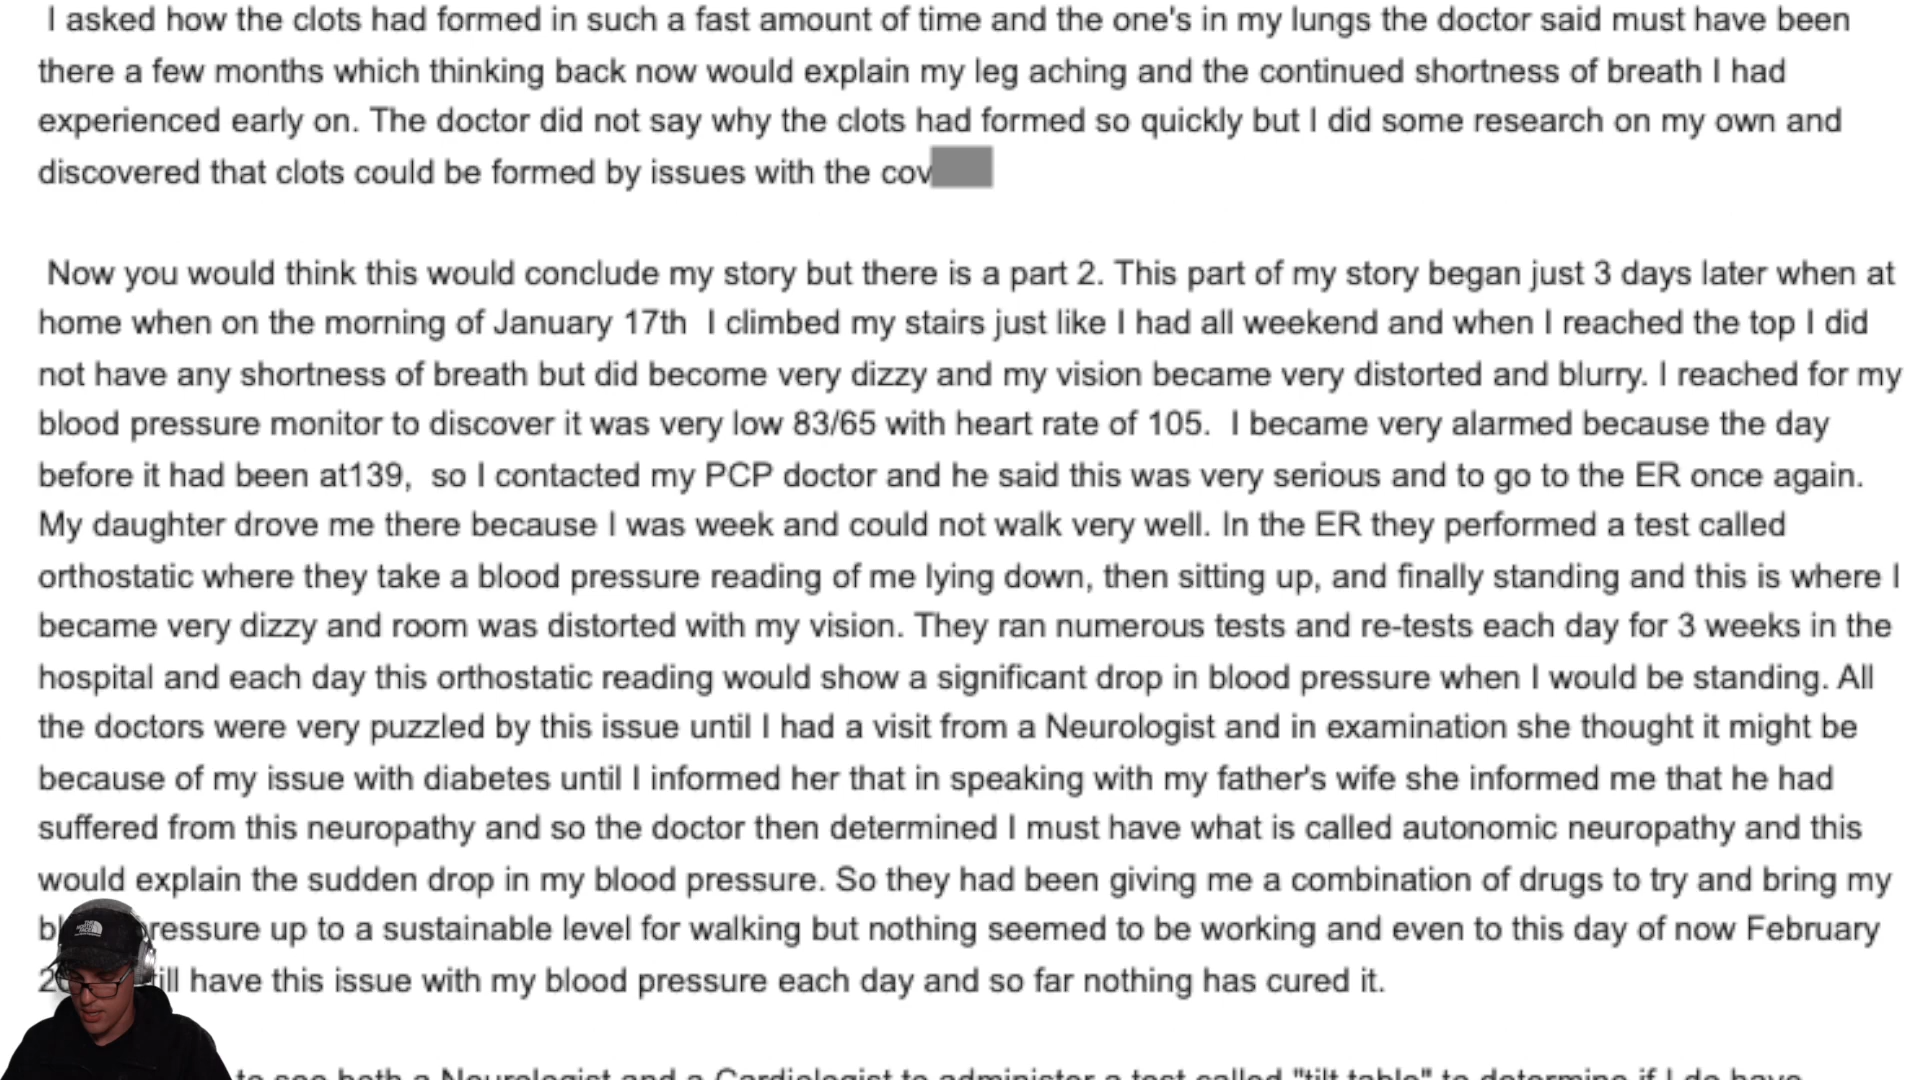 I asked how the clots had formed in such a fast amount of time and the one's in my lungs the doctor said must have been
there a few months which thinking back now would explain my leg aching and the continued shortness of breath I had
experienced early on. The doctor did not say why the clots had formed so quickly but I did some research on my own and
discovered that clots could be formed by issues with the cov
Now you would think this would conclude my story but there is a part 2. This part of my story began just 3 days later when at
home when on the morning of January 17th  I climbed my stairs just like I had all weekend and when I reached the top I did
not have any shortness of breath but did become very dizzy and my vision became very distorted and blurry. I reached for my
blood pressure monitor to discover it was very low 83/65 with heart rate of 105.  I became very alarmed because the day
before it had been at139,  so I contacted my PCP doctor and he said this was very serious and to go to the ER once again.
My daughter drove me there because I was week and could not walk very well. In the ER they performed a test called
orthostatic where they take a blood pressure reading of me lying down, then sitting up, and finally standing and this is where I
became very dizzy and room was distorted with my vision. They ran numerous tests and re-tests each day for 3 weeks in the
hospital and each day this orthostatic reading would show a significant drop in blood pressure when I would be standing. All
the doctors were very puzzled by this issue until I had a visit from a Neurologist and in examination she thought it might be
because of my issue with diabetes until I informed her that in speaking with my father's wife she informed me that he had
suffered from this neuropathy and so the doctor then determined I must have what is called autonomic neuropathy and this
would explain the sudden drop in my blood pressure. So they had been giving me a combination of drugs to try and bring my
pressure up to a sustainable level for walking but nothing seemed to be working and even to this day of now February
have this issue with my blood pressure each day and so far nothing has cured it.
to see both a Neurologist and a Cardiologist to administer a test called "tilt table" to determine if I do have